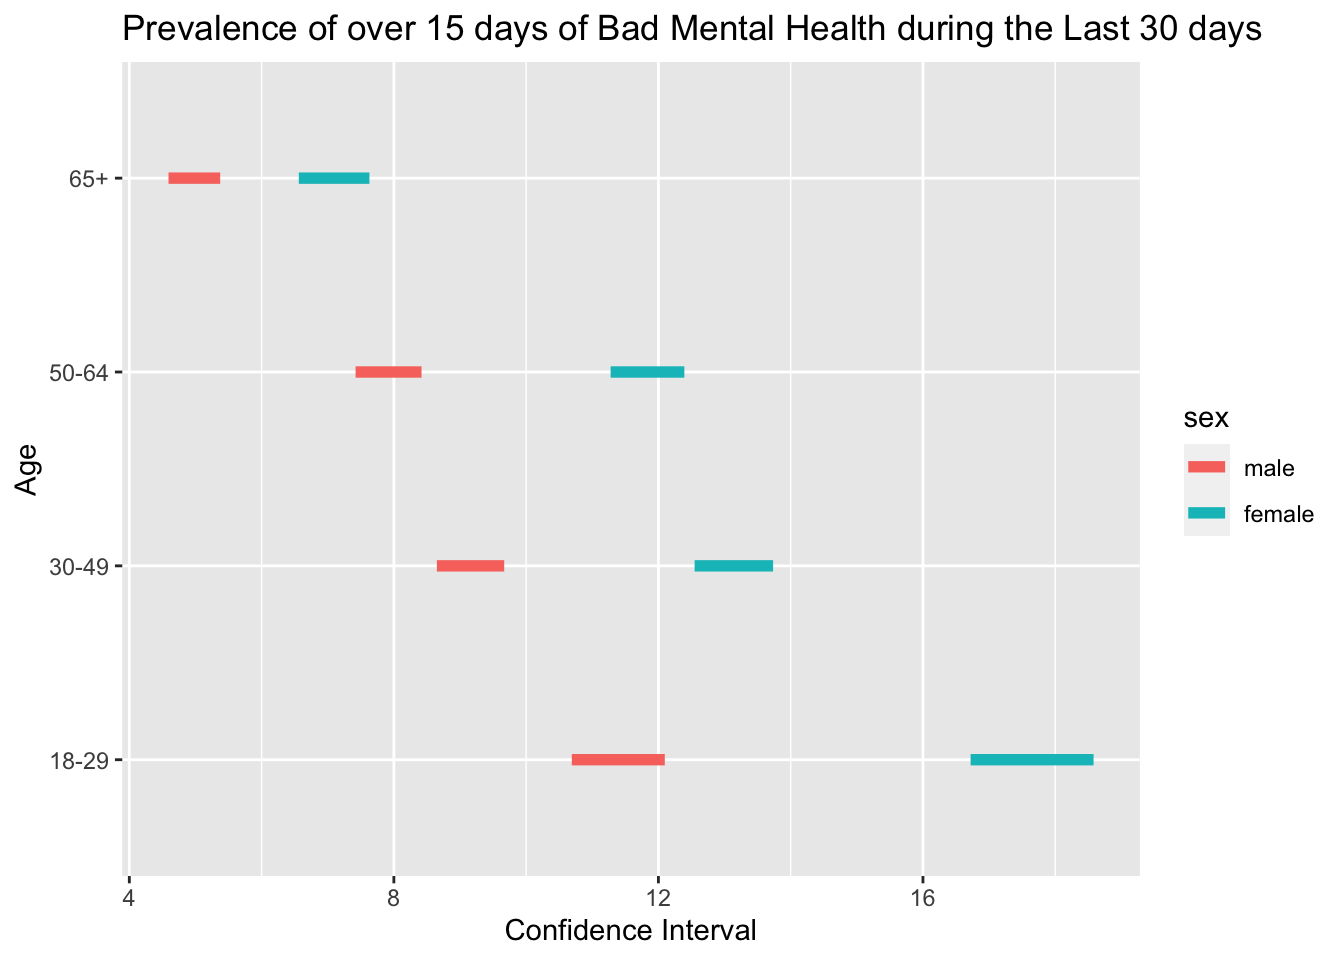 Prevalence of over 15 days of Bad Mental Health during the Last 30 days
65+
50-64
30-49
18-29
Age
4 8 12 16
Confidence Interval
sex
male
female